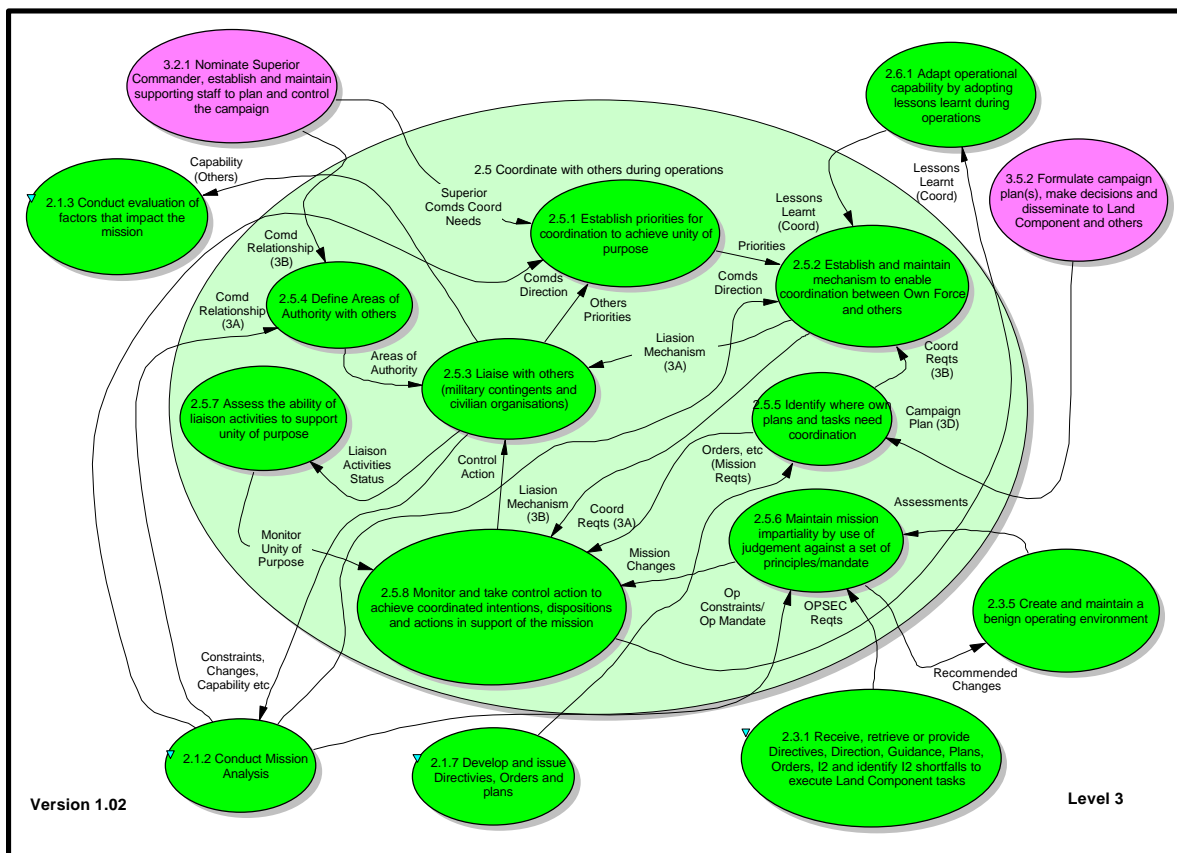 3.2.1 Nominate Superior
Commander, establish and maintain
supporting staff to plan and control
the campaign
2.6.1 Adapt operational
capability by adopting
lessons learnt during
operations
Capability
(Others)
2.1.3 Conduct evaluation of
factors that impact the
mission
2.5 Coordinate with others during operations
Superior
Comds Coord
Needs
2.5.1 Establish priorities for
coordination to achieve unity of
purpose
Lessons
Learnt
(Coord)
Lessons
Learnt
(Coord)
3.5.2 Formulate campaign
plan(s), make decisions and
disseminate to Land
Component and others
Comd
Relationship
(3B)
Priorities
2.5.2 Establish and maintain
mechanism to enable
coordination between Own Force
and others
Comd
Relationship
(3A)
2.5.4 Define Areas of
Authority with others
Comds
Direction
Others
Priorities
Comds
Direction
Areas of
Authority
2.5.3 Liaise with others
(military contingents and
civilian organisations)
Liasion
Mechanism
(3A)
Coord
Reqts
(3B)
2.5.7 Assess the ability of
liaison activities to support
unity of purpose
2.5.5 Identify where own
plans and tasks need
coordination
Campaign
Plan (3D)
Liaison
Activities
Status
Control
Action
Orders, etc
(Mission
Reqts)
Liasion
Mechanism
(3B)
Coord
Reqts (3A)
2.5.6 Maintain mission
impartiality by use of
judgement against a set of
principles/mandate
Assessments
Monitor
Unity of
Purpose
Mission
Changes
2.5.8 Monitor and take control action to
achieve coordinated intentions, dispositions
and actions in support of the mission
Op
Constraints/
Op Mandate
OPSEC
Reqts
2.3.5 Create and maintain a
benign operating environment
Constraints,
Changes,
Capability etc
Recommended
Changes
2.1.2 Conduct Mission
Analysis
2.1.7 Develop and issue
Directivies, Orders and
plans
2.3.1 Receive, retrieve or provide
Directives, Direction, Guidance, Plans,
Orders, I2 and identify I2 shortfalls to
execute Land Component tasks
Version 1.02
Level 3